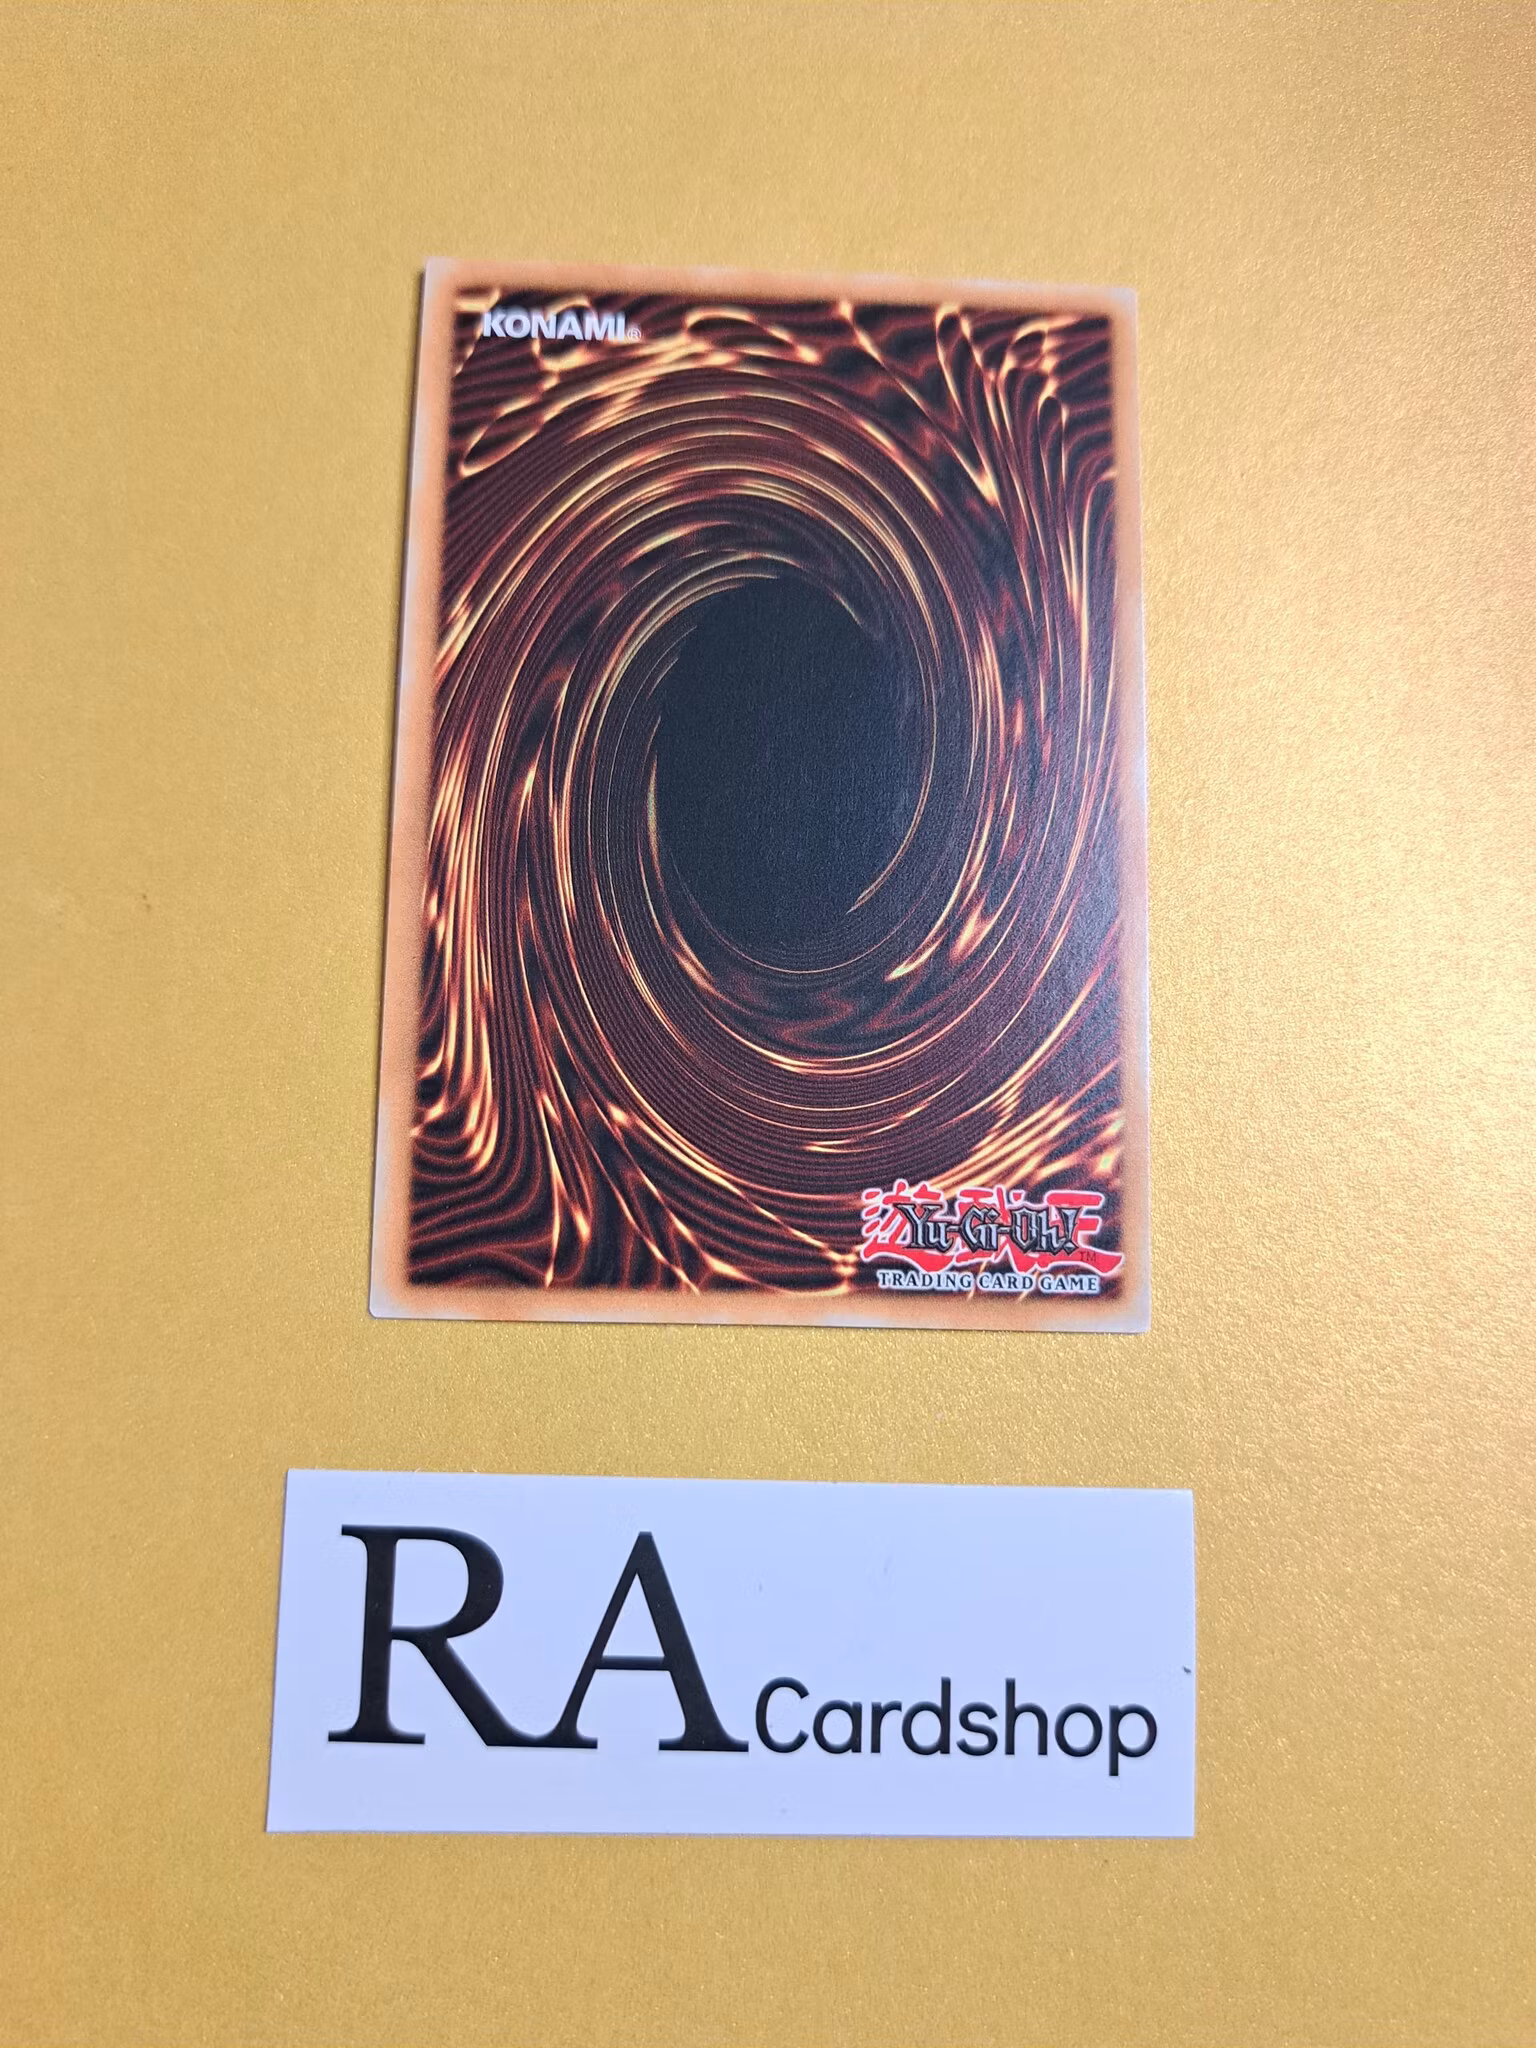 KONAMI®
遊戯王
Yu-Gi-Oh!™
TRADING CARD GAME
RA Cardshop